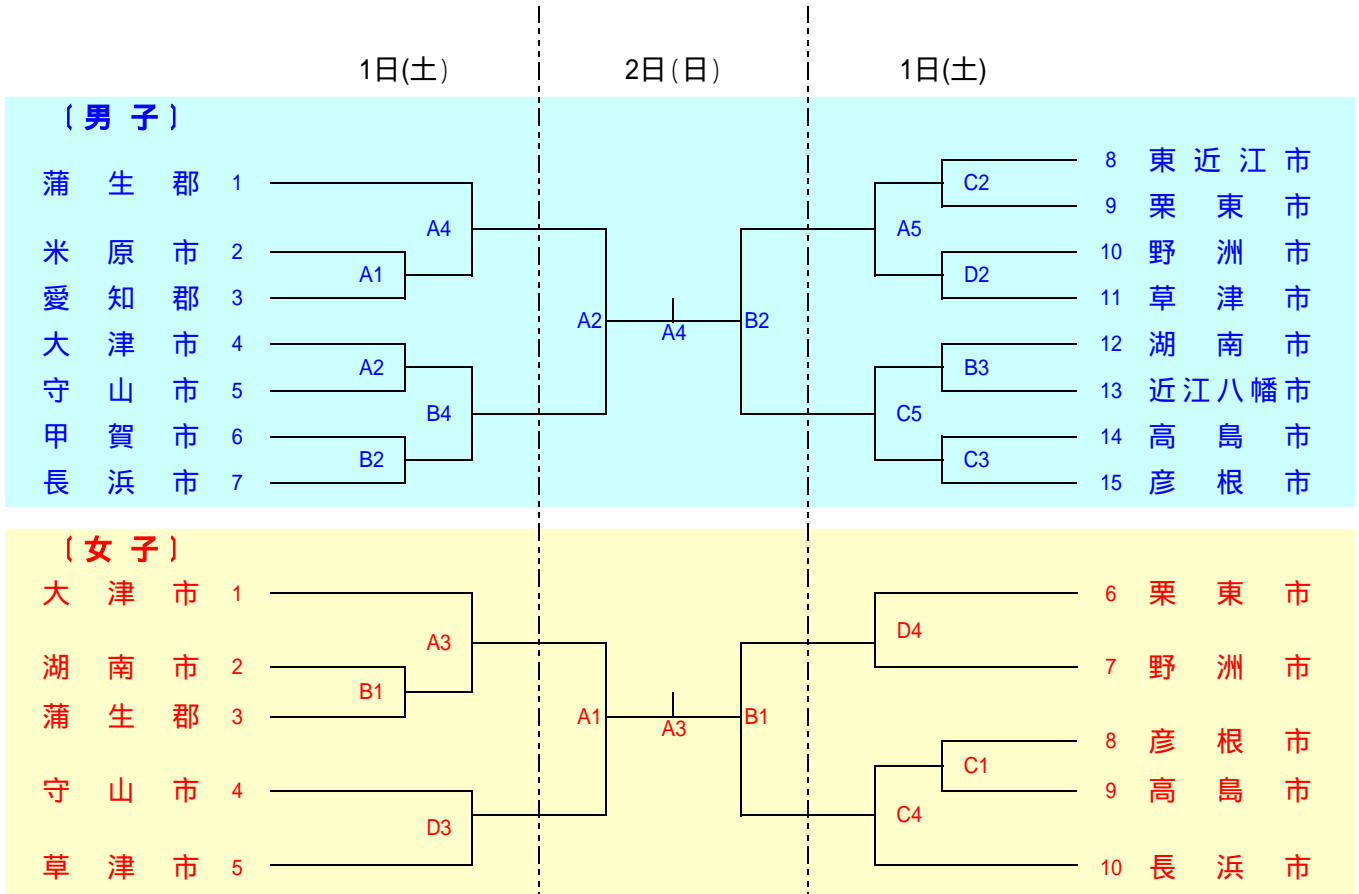 1日(土) 2日(日) 1日(土)
〔男子〕
8 東近江市
蒲生郡 1 C2
9 栗東市
A4 A5
米原市 2 10 野洲市
A1 D2
愛知郡 3 11 草津市
A2 A4 B2
大津市 4 12 湖南市
A2 B3
守山市 5 13 近江八幡市
B4 C5
甲賀市 6 14 高島市
B2 C3
長浜市 7 15 彦根市
〔女子〕
大津市 1 6 栗東市
A3 D4
湖南市 2 7 野洲市
B1
蒲生郡 3 A1 A3 B1
8 彦根市
C1
守山市 4 9 高島市
D3 C4
草津市 5 10 長浜市